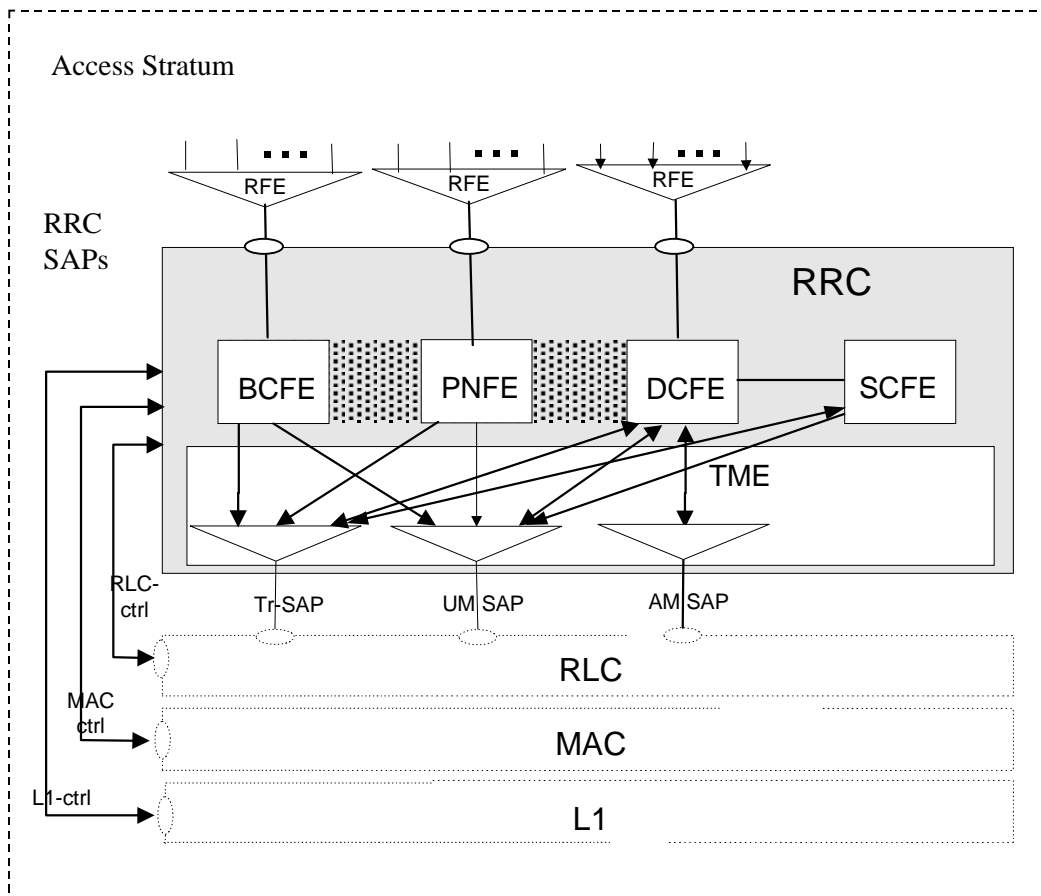 Access Stratum
RFE
RFE
RFE
RRC
SAPs
RRC
BCFE
PNFE
DCFE
SCFE
TME
RLC-
ctrl
Tr-SAP
UM SAP
AM SAP
RLC
MAC
ctrl
MAC
L1-ctrl
L1